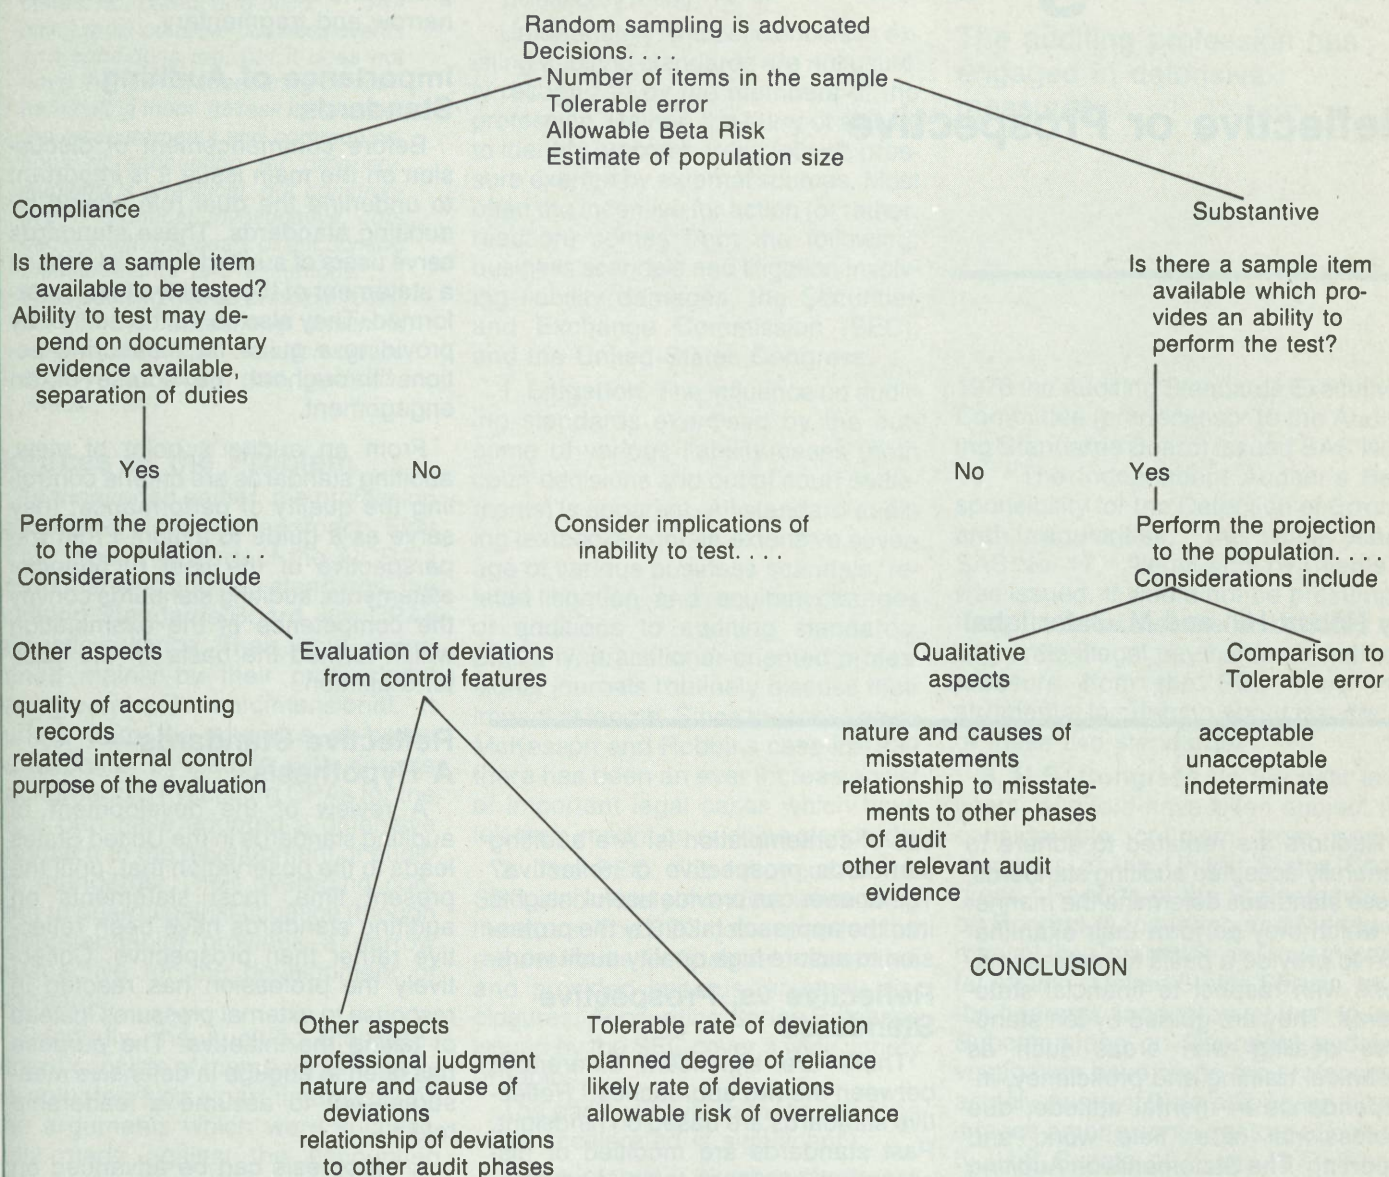 Random sampling is advocated
Decisions. . . .
Number of items in the sample
Tolerable error
Allowable Beta Risk
Estimate of population size
Compliance
Is there a sample item
available to be tested?
Ability to test may de-
pend on documentary
evidence available,
separation of duties
Yes
Perform the projection
to the population. . . .
Considerations include
Other aspects
quality of accounting
records
related internal control
purpose of the evaluation
Evaluation of deviations
from control features
Other aspects
professional judgment
nature and cause of
deviations
relationship of deviations
to other audit phases
Tolerable rate of deviation
planned degree of reliance
likely rate of deviations
allowable risk of overreliance
No
Consider implications of
inability to test. . . .
No
Substantive
Is there a sample item
available which pro-
vides an ability to
perform the test?
Yes
Perform the projection
to the population. . . .
Considerations include
Qualitative
aspects
nature and causes of
misstatements
relationship to misstate-
ments to other phases
of audit
other relevant audit
evidence
Comparison to
Tolerable error
acceptable
unacceptable
indeterminate
CONCLUSION